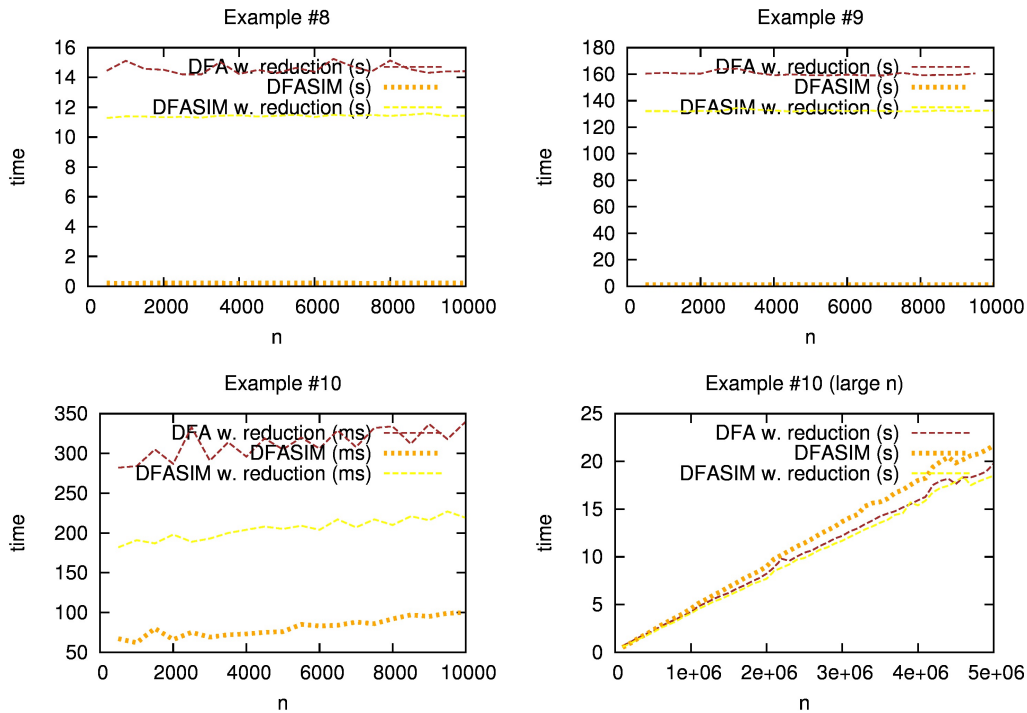 Example #8
16
14
12
10
8
6
4
2
0
time
DFA w. reduction (s)
DFASIM (s)
DFASIM w. reduction (s)
0 2000 4000 6000 8000 10000
n
Example #9
180
160
140
120
100
80
60
40
20
0
time
DFA w. reduction (s)
DFASIM (s)
DFASIM w. reduction (s)
0 2000 4000 6000 8000 10000
n
Example #10
350
300
250
200
150
100
50
time
DFA w. reduction (ms)
DFASIM (ms)
DFASIM w. reduction (ms)
0 2000 4000 6000 8000 10000
n
Example #10 (large n)
25
20
15
10
5
0
time
DFA w. reduction (s)
DFASIM (s)
DFASIM w. reduction (s)
0 1e+06 2e+06 3e+06 4e+06 5e+06
n